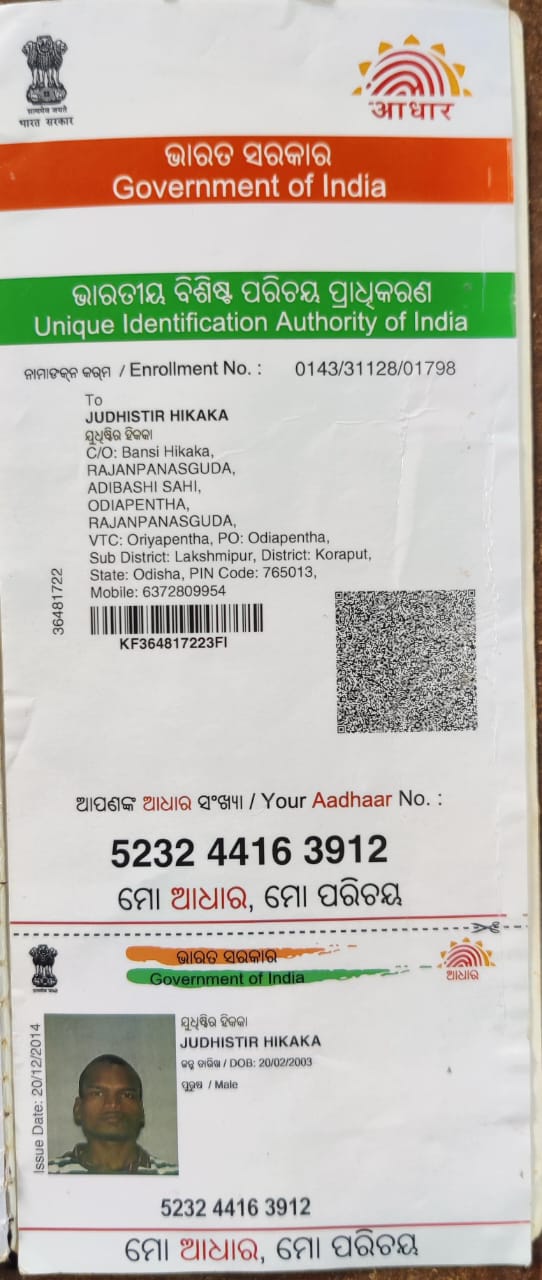 सत्यमेव जयते
भारत सरकार
आधार
ଭାରତ ସରକାର
Government of India
ଭାରତୀୟ ବିଶିଷ୍ଟ ପରିଚୟ ପ୍ରାଧିକରଣ
Unique Identification Authority of India
ନାମାଙ୍କନ କ୍ରମ / Enrollment No. : 0143/31128/01798
To
JUDHISTIR HIKAKA
ଯୁଧିଷ୍ଟିର ହିକକା
C/O: Bansi Hikaka,
RAJANPANASGUDA,
ADIBASHI SAHI,
ODIAPENTHA,
RAJANPANASGUDA,
VTC: Oriyapentha, PO: Odiapentha,
Sub District: Lakshmipur, District: Koraput,
State: Odisha, PIN Code: 765013,
Mobile: 6372809954
36481722
KF364817223FI
ଆପଣଙ୍କ ଆଧାର ସଂଖ୍ୟା / Your Aadhaar No. :
5232 4416 3912
ମୋ ଆଧାର, ମୋ ପରିଚୟ
ଭାରତ ସରକାର
Government of India
ଆଧାର
Issue Date: 20/12/2014
ଯୁଧିଷ୍ଟିର ହିକକା
JUDHISTIR HIKAKA
ଜନ୍ମ ତାରିଖ / DOB: 20/02/2003
ପୁରୁଷ / Male
5232 4416 3912
ମୋ ଆଧାର, ମୋ ପରିଚୟ